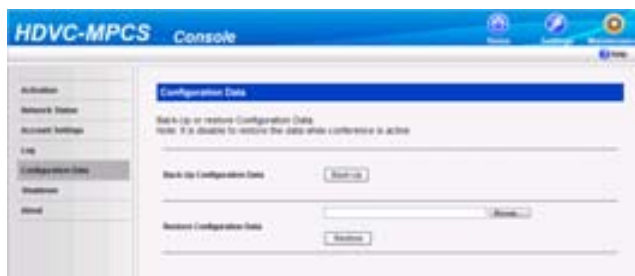 HDVC-MPCS Console
Home Settings Maintenance
Help
Activation
Network Status
Account Settings
Log
Configuration Data
Shutdown
About
Configuration Data
Back-Up or restore Configuration Data.
Note: It is disable to restore the data while conference is active
Back-Up Configuration Data
Back-Up
Browse...
Restore Configuration Data
Restore